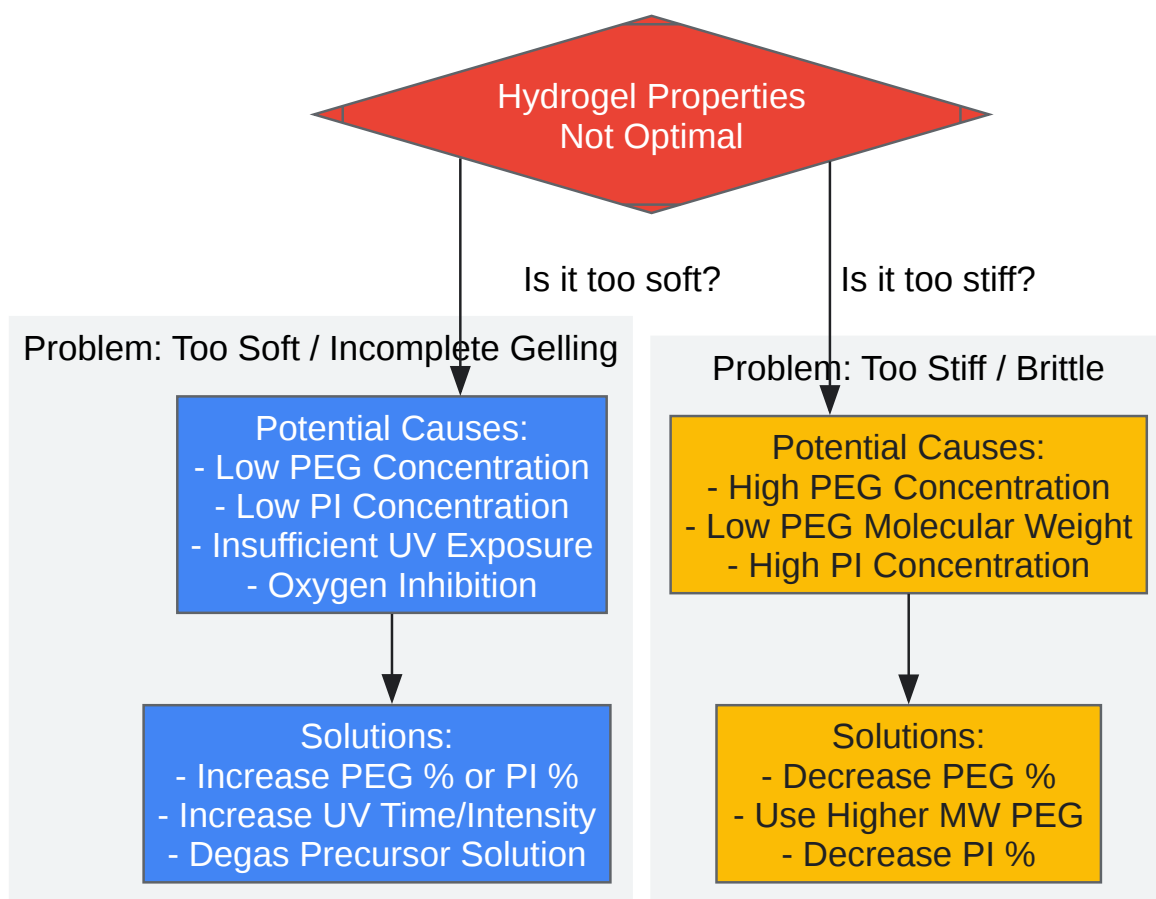 Hydrogel Properties
Not Optimal
Is it too soft?
Is it too stiff?
Problem: Too Soft / Incomplete Gelling
Potential Causes:
- Low PEG Concentration
- Low PI Concentration
- Insufficient UV Exposure
- Oxygen Inhibition
Solutions:
- Increase PEG % or PI %
- Increase UV Time/Intensity
- Degas Precursor Solution
Problem: Too Stiff / Brittle
Potential Causes:
- High PEG Concentration
- Low PEG Molecular Weight
- High PI Concentration
Solutions:
- Decrease PEG %
- Use Higher MW PEG
- Decrease PI %